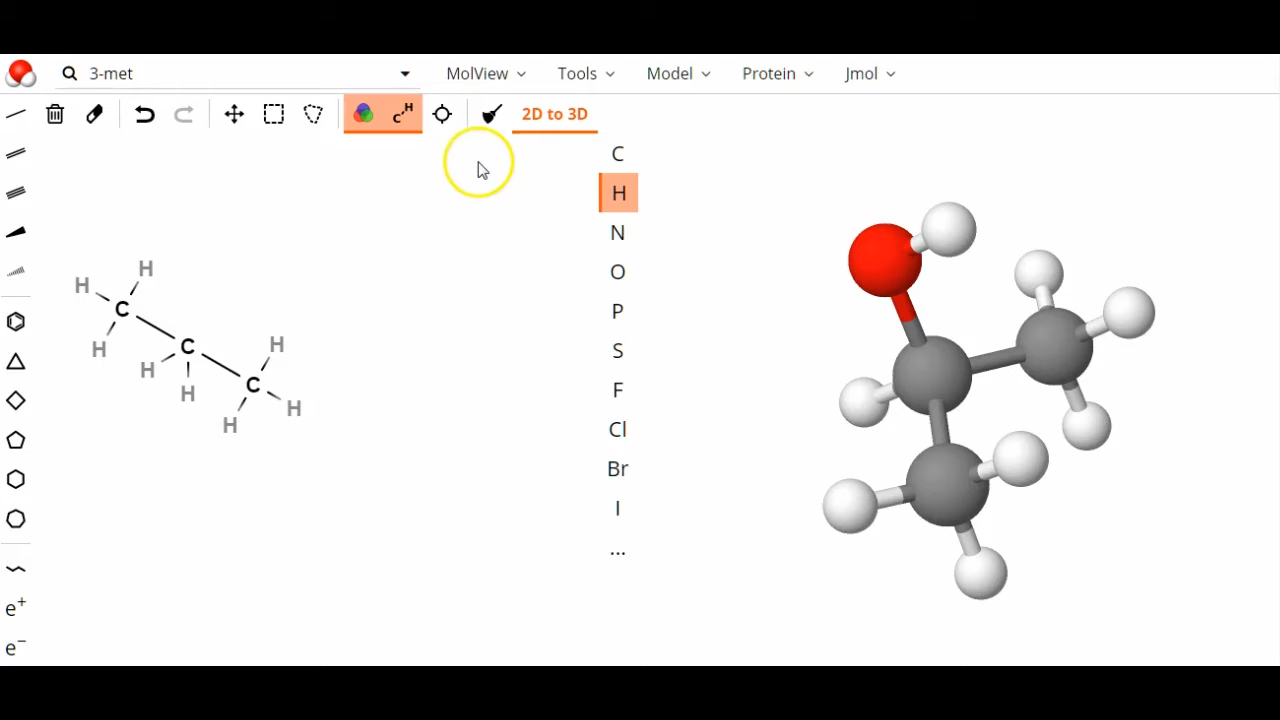 3-met
MolView Tools Model Protein Jmol
C H
2D to 3D
C
H
N
O
P
S
F
Cl
Br
I
...
H H
C
H
C
H H
H
C
H H
H
e+
e−